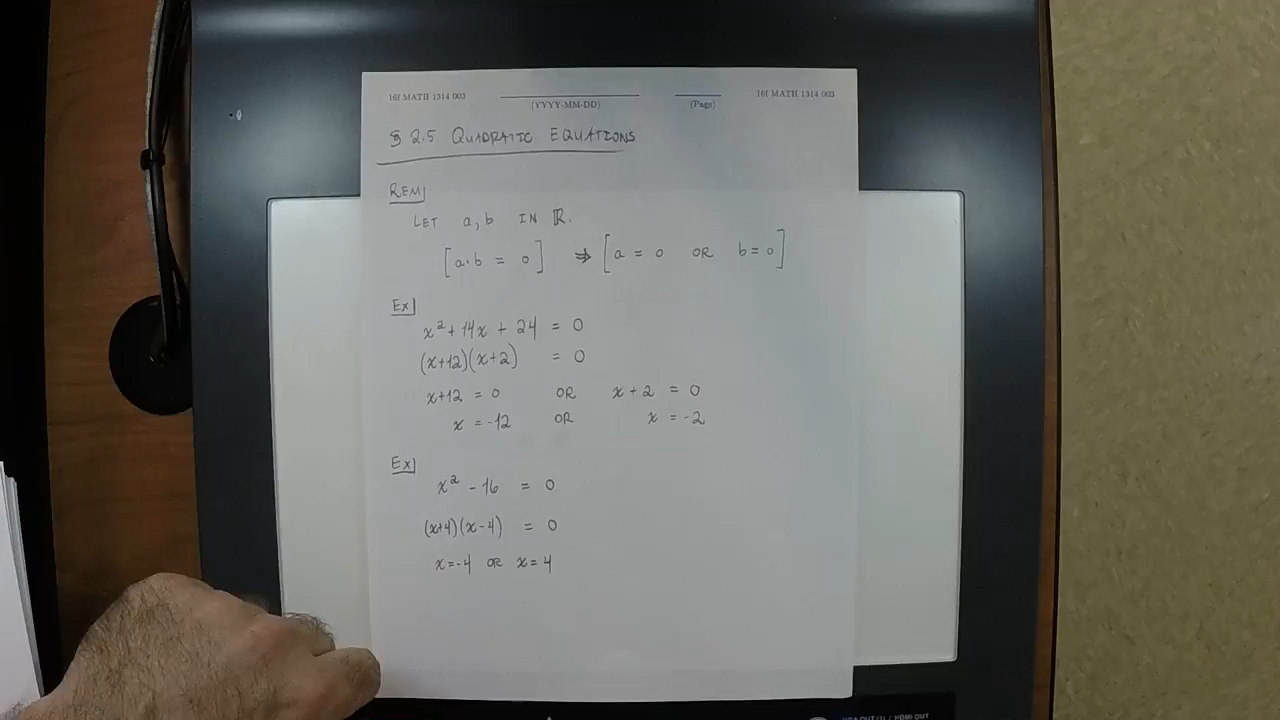 16f MATH 1314 003 (YYYY-MM-DD) (Page) 16f MATH 1314 003
§ 2.5 QUADRATIC EQUATIONS
REM
LET a, b IN ℝ.
[a·b = 0] ⇒ [a = 0 OR b = 0]
Ex
x² + 14x + 24 = 0
(x+12)(x+2) = 0
x+12 = 0 OR x + 2 = 0
x = -12 OR x = -2
Ex
x² - 16 = 0
(x+4)(x-4) = 0
x = -4 OR x = 4